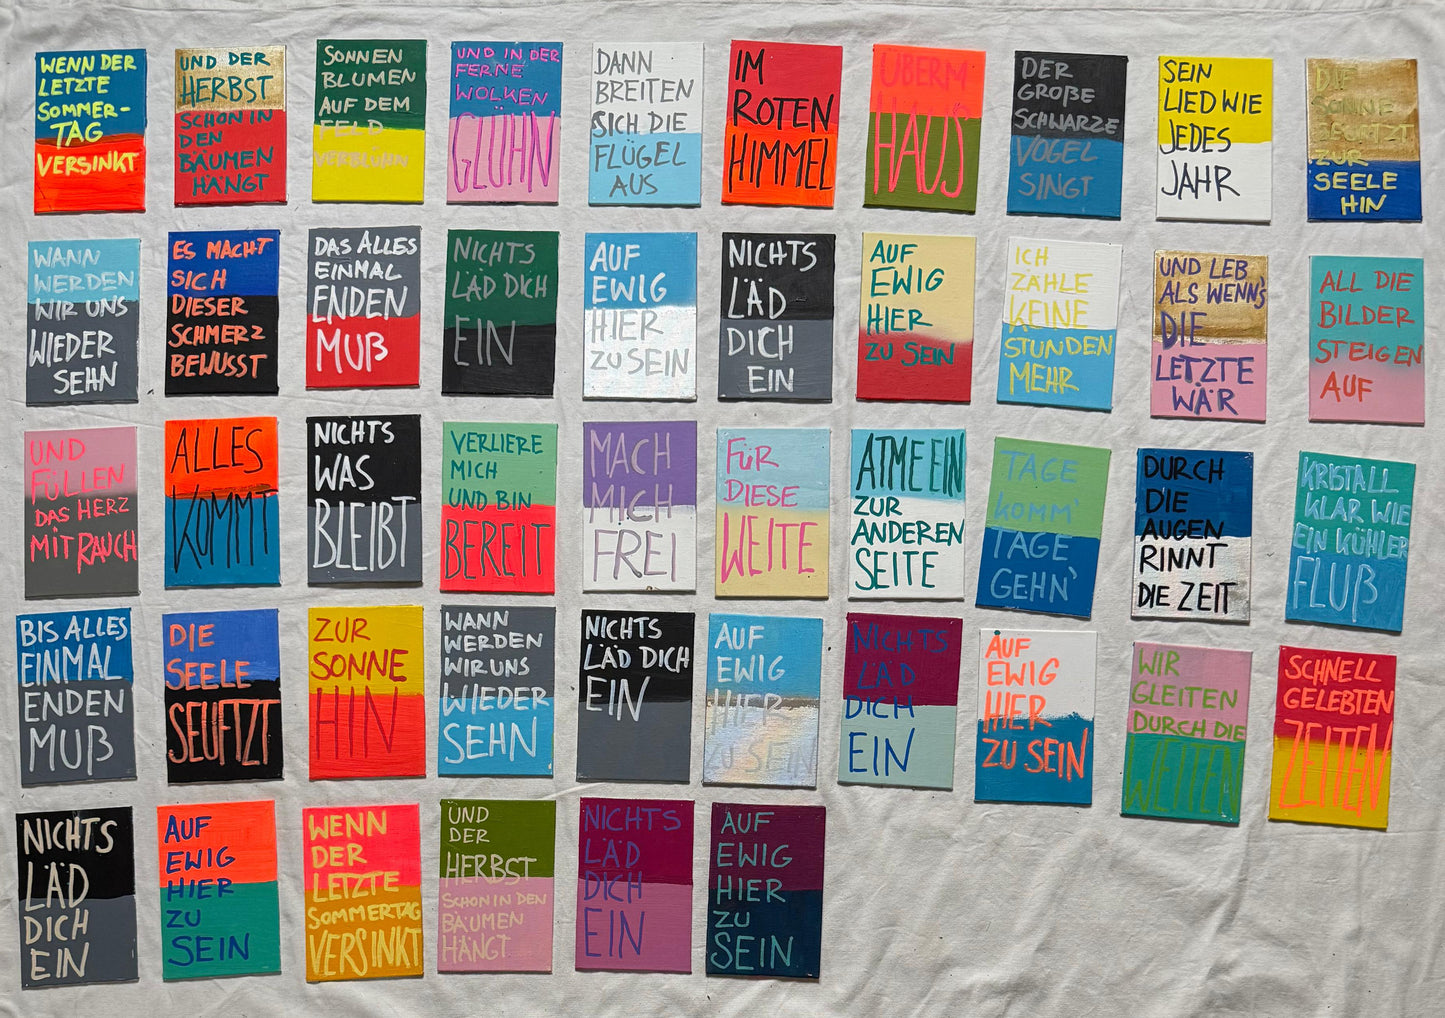 WENN DER
LETZTE
SOMMER-
TAG
VERSINKT
UND DER
HERBST
SCHON IN
DEN
BÄUMEN
HÄNGT
SONNEN
BLUMEN
AUF DEM
FELD
VERBLÜHN
UND IN DER
FERNE
WOLKEN
GLÜHN
DANN
BREITEN
SICH DIE
FLÜGEL
AUS
IM
ROTEN
HIMMEL
ÜBERM
HAUS
DER
GROßE
SCHWARZE
VOGEL
SINGT
SEIN
LIED WIE
JEDES
JAHR
DIE
SONNE
SEUFTZT
ZUR
SEELE
HIN
WANN
WERDEN
WIR UNS
WIEDER
SEHN
ES MACHT
SICH
DIESER
SCHMERZ
BEWUSST
DAS ALLES
EINMAL
ENDEN
MUß
NICHTS
LÄD DICH
EIN
AUF
EWIG
HIER
ZU SEIN
NICHTS
LÄD
DICH
EIN
AUF
EWIG
HIER
ZU SEIN
ICH
ZÄHLE
KEINE
STUNDEN
MEHR
UND LEB
ALS WENN'S
DIE
LETZTE
WÄR
ALL DIE
BILDER
STEIGEN
AUF
UND
FÜLLEN
DAS HERZ
MIT RAUCH
ALLES
KOMMT
NICHTS
WAS
BLEIBT
VERLIERE
MICH
UND BIN
BEREIT
MACH
MICH
FREI
FÜR
DIESE
WEITE
ATME EIN
ZUR
ANDEREN
SEITE
TAGE
KOMM'
TAGE
GEHN'
DURCH
DIE
AUGEN
RINNT
DIE ZEIT
KRISTALL
KLAR WIE
EIN KÜHLER
FLUß
BIS ALLES
EINMAL
ENDEN
MUß
DIE
SEELE
SEUFTZT
ZUR
SONNE
HIN
WANN
WERDEN
WIR UNS
WIEDER
SEHN
NICHTS
LÄD DICH
EIN
AUF
EWIG
HIER
ZU SEIN
NICHTS
LÄD
DICH
EIN
AUF
EWIG
HIER
ZU SEIN
WIR
GLEITEN
DURCH DIE
WEITEN
SCHNELL
GELEBTEN
ZEITEN
NICHTS
LÄD
DICH
EIN
AUF
EWIG
HIER
ZU
SEIN
WENN
DER
LETZTE
SOMMERTAG
VERSINKT
UND
DER
HERBST
SCHON IN DEN
BÄUMEN
HÄNGT
NICHTS
LÄD
DICH
EIN
AUF
EWIG
HIER
ZU
SEIN